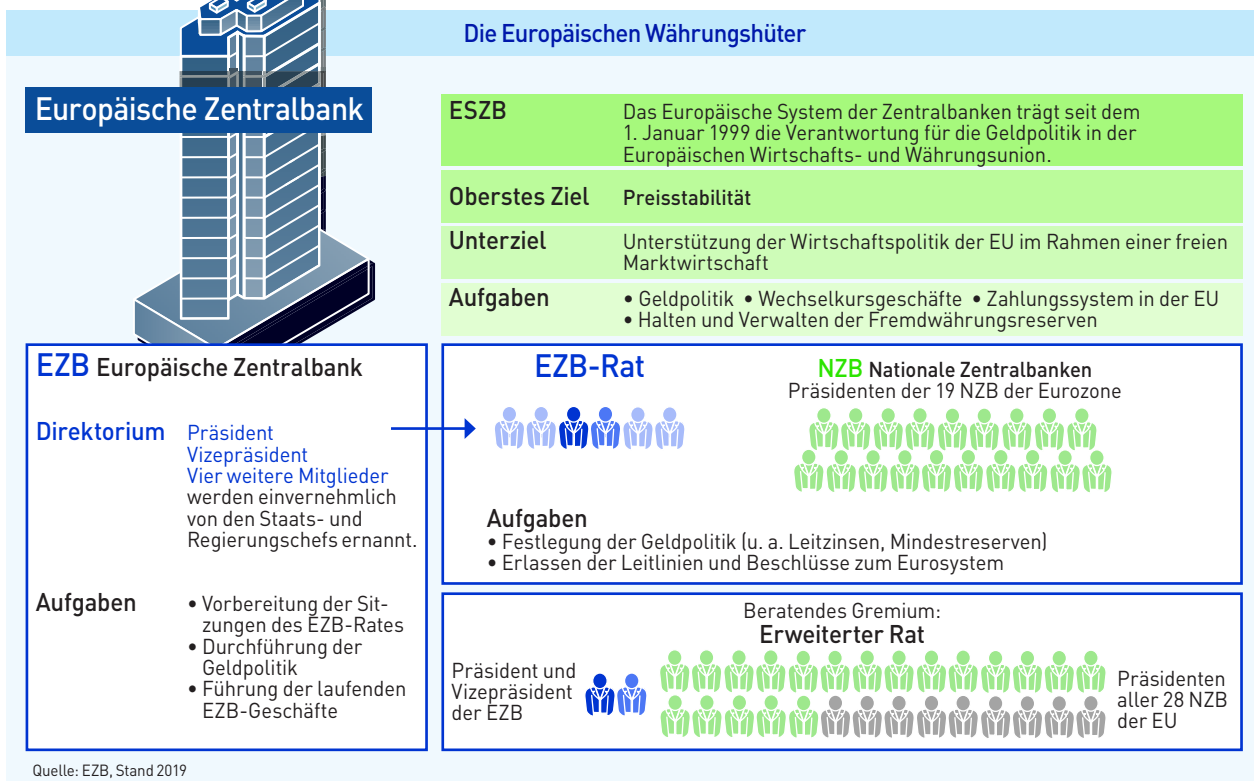 Die Europäischen Währungshüter
Europäische Zentralbank
ESZB
Das Europäische System der Zentralbanken trägt seit dem
1. Januar 1999 die Verantwortung für die Geldpolitik in der
Europäischen Wirtschafts- und Währungsunion.
Oberstes Ziel
Preisstabilität
Unterziel
Unterstützung der Wirtschaftspolitik der EU im Rahmen einer freien
Marktwirtschaft
Aufgaben
• Geldpolitik • Wechselkursgeschäfte • Zahlungssystem in der EU
• Halten und Verwalten der Fremdwährungsreserven
EZB Europäische Zentralbank
Direktorium
Präsident
Vizepräsident
Vier weitere Mitglieder
werden einvernehmlich
von den Staats- und
Regierungschefs ernannt.
Aufgaben
• Vorbereitung der Sit-
zungen des EZB-Rates
• Durchführung der
Geldpolitik
• Führung der laufenden
EZB-Geschäfte
EZB-Rat
NZB Nationale Zentralbanken
Präsidenten der 19 NZB der Eurozone
Aufgaben
• Festlegung der Geldpolitik (u. a. Leitzinsen, Mindestreserven)
• Erlassen der Leitlinien und Beschlüsse zum Eurosystem
Beratendes Gremium:
Erweiterter Rat
Präsident und
Vizepräsident
der EZB
Präsidenten
aller 28 NZB
der EU
Quelle: EZB, Stand 2019